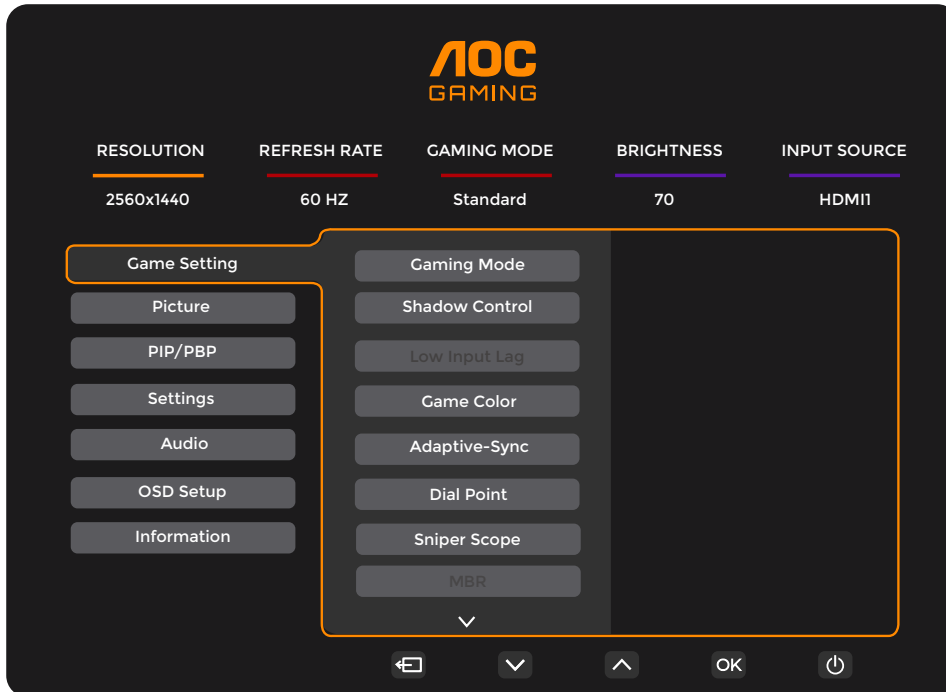 AOC
GAMING
RESOLUTION REFRESH RATE GAMING MODE BRIGHTNESS INPUT SOURCE
2560x1440 60 HZ Standard 70 HDMI1
Game Setting
Picture
PIP/PBP
Settings
Audio
OSD Setup
Information
Gaming Mode
Shadow Control
Low Input Lag
Game Color
Adaptive-Sync
Dial Point
Sniper Scope
MBR
OK